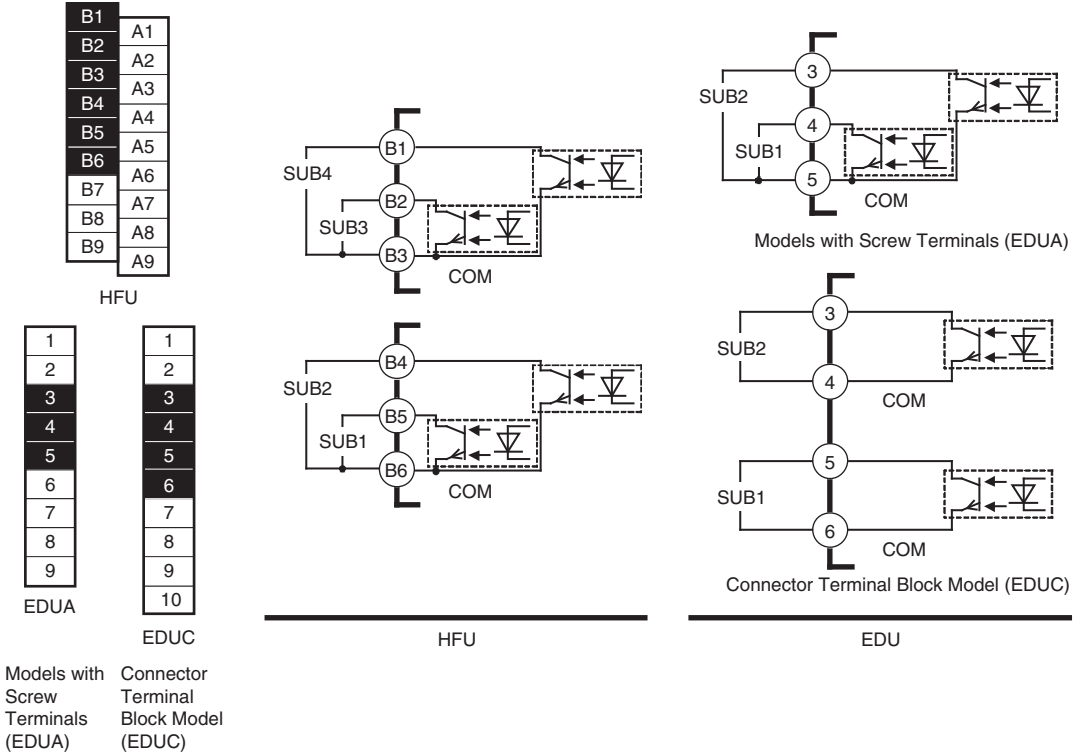 B1
B2
B3
B4
B5
B6
B7
B8
B9
A1
A2
A3
A4
A5
A6
A7
A8
A9
HFU
1
2
3
4
5
6
7
8
9
EDUA
Models with
Screw
Terminals
(EDUA)
1
2
3
4
5
6
7
8
9
10
EDUC
Connector
Terminal
Block Model
(EDUC)
SUB4
B1
B2
SUB3
B3
COM
SUB2
B4
B5
SUB1
B6
COM
HFU
3
SUB2
4
SUB1
5
COM
Models with Screw Terminals (EDUA)
3
SUB2
4
COM
5
SUB1
6
COM
Connector Terminal Block Model (EDUC)
EDU